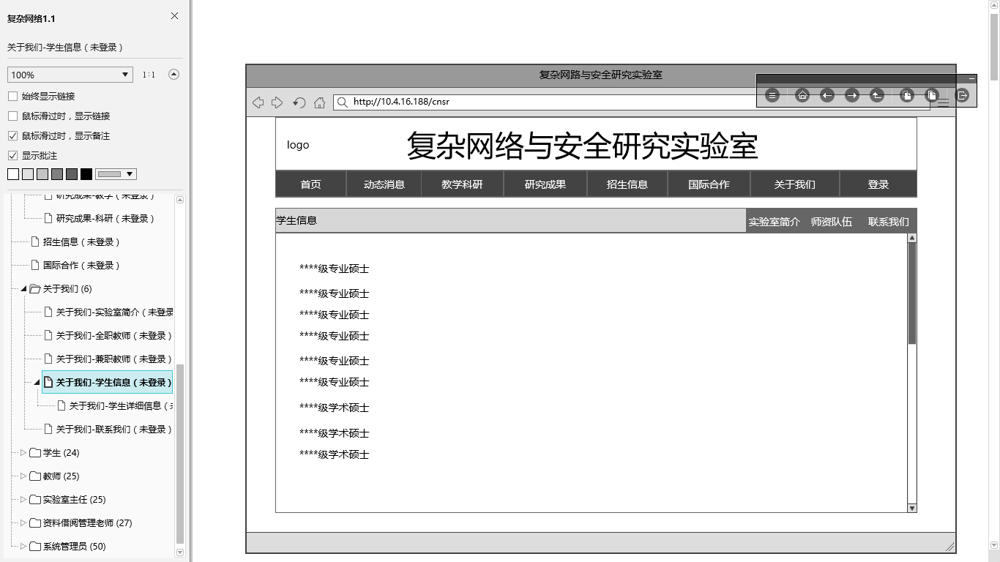 复杂网络1.1
关于我们-学生信息（未登录）
100%
1:1
始终显示链接
鼠标滑过时，显示链接
鼠标滑过时，显示备注
显示批注
研究成果-教学（未登录）
研究成果-科研（未登录）
招生信息（未登录）
国际合作（未登录）
关于我们 (6)
关于我们-实验室简介（未登录
关于我们-全职教师（未登录）
关于我们-兼职教师（未登录）
关于我们-学生信息（未登录）
关于我们-学生详细信息（
关于我们-联系我们（未登录）
学生 (24)
教师 (25)
实验室主任 (25)
资料借阅管理老师 (27)
系统管理员 (50)
复杂网路与安全研究实验室
http://10.4.16.188/cnsr
logo
复杂网络与安全研究实验室
首页 动态消息 教学科研 研究成果 招生信息 国际合作 关于我们 登录
学生信息 实验室简介 师资队伍 联系我们
****级专业硕士
****级专业硕士
****级专业硕士
****级专业硕士
****级专业硕士
****级专业硕士
****级学术硕士
****级学术硕士
****级学术硕士